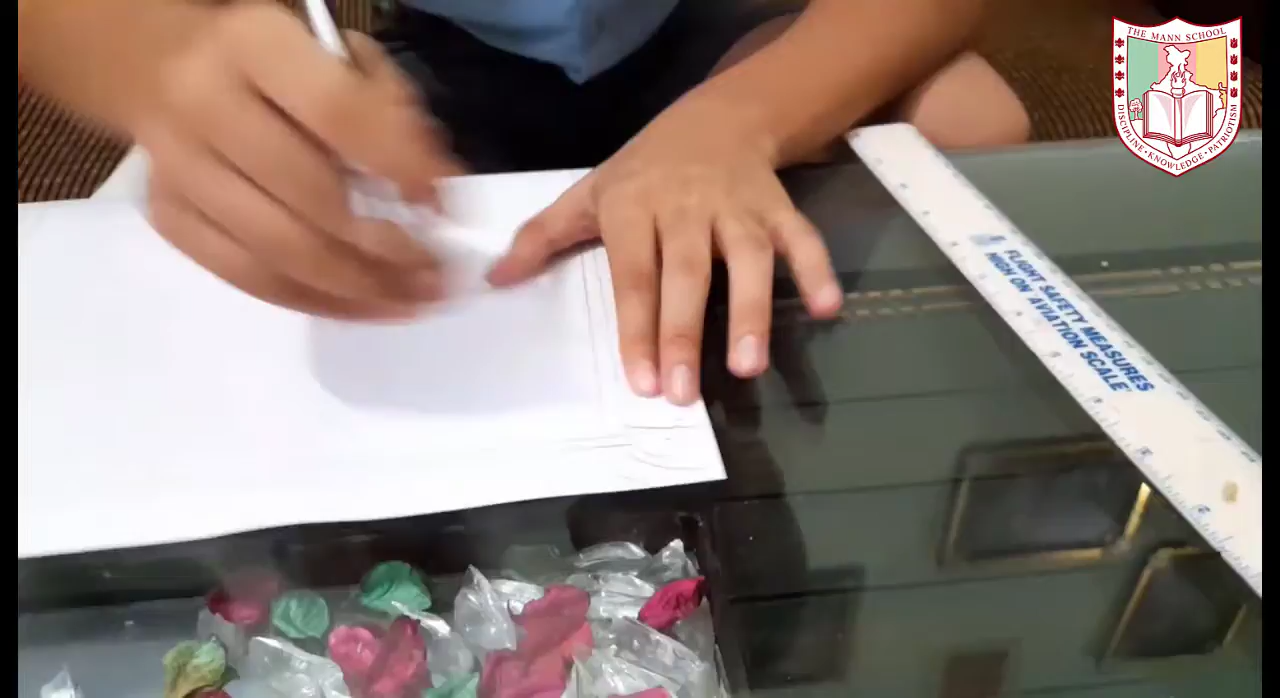 THE MANN SCHOOL
DISCIPLINE • KNOWLEDGE • PATRIOTISM
FLIGHT SAFETY MEASURES
HIGH ON AVIATION SCALE'